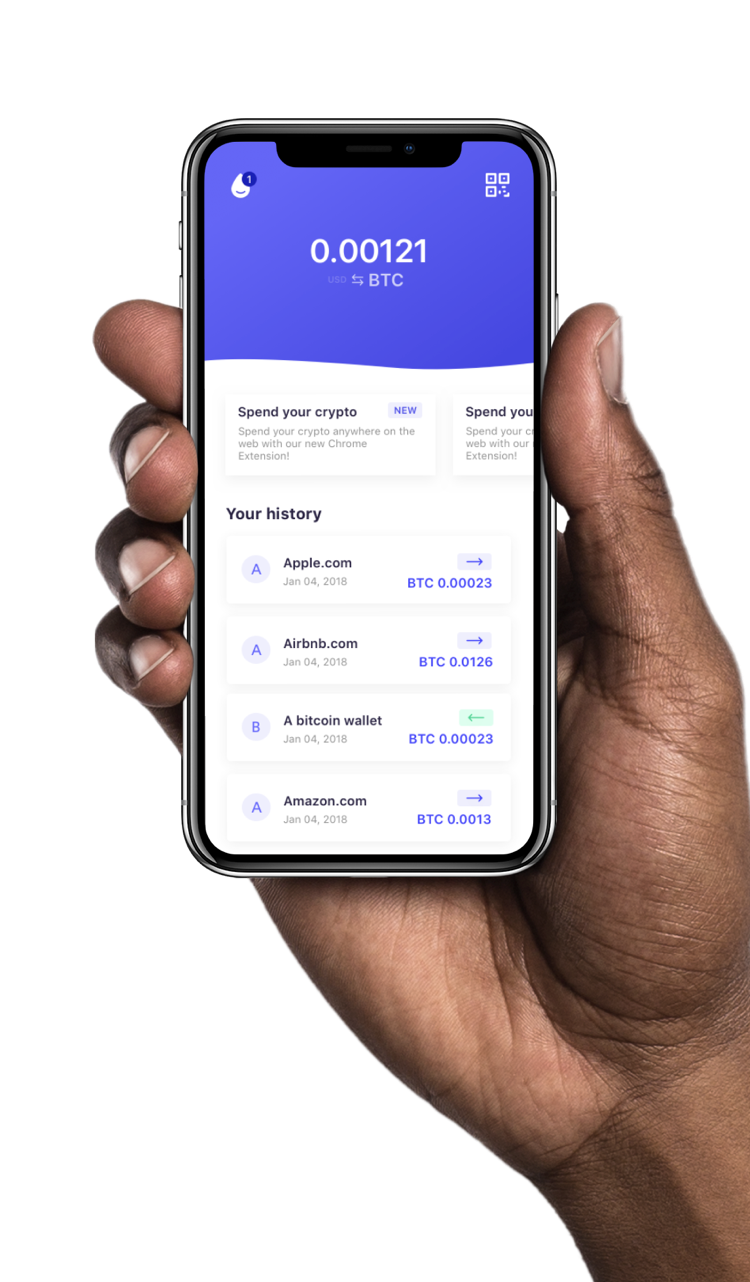 1
0.00121
USD ⇆ BTC
Spend your crypto NEW
Spend your crypto anywhere on the
web with our new Chrome
Extension!
Spend you
Spend your cr
web with our
Extension!
Your history
A Apple.com →
Jan 04, 2018 BTC 0.00023
A Airbnb.com →
Jan 04, 2018 BTC 0.0126
B A bitcoin wallet ←
Jan 04, 2018 BTC 0.00023
A Amazon.com →
Jan 04, 2018 BTC 0.0013